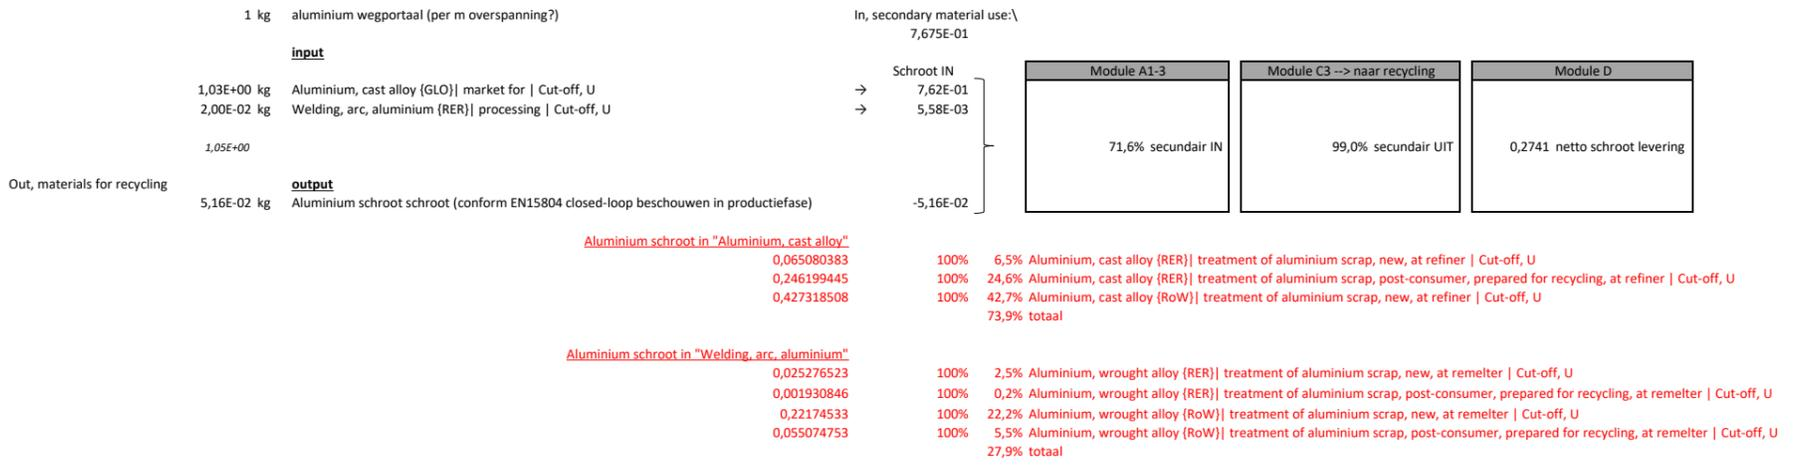 1 kg aluminium wegportaal (per m overspanning?) In, secondary material use:\
7,675E-01
input
Schroot IN Module A1-3 Module C3 --> naar recycling Module D
1,03E+00 kg Aluminium, cast alloy {GLO}| market for | Cut-off, U → 7,62E-01
2,00E-02 kg Welding, arc, aluminium {RER}| processing | Cut-off, U → 5,58E-03
1,05E+00 71,6% secundair IN 99,0% secundair UIT 0,2741 netto schroot levering
Out, materials for recycling output
5,16E-02 kg Aluminium schroot schroot (conform EN15804 closed-loop beschouwen in productiefase) -5,16E-02
Aluminium schroot in "Aluminium, cast alloy"
0,065080383 100% 6,5% Aluminium, cast alloy {RER}| treatment of aluminium scrap, new, at refiner | Cut-off, U
0,246199445 100% 24,6% Aluminium, cast alloy {RER}| treatment of aluminium scrap, post-consumer, prepared for recycling, at refiner | Cut-off, U
0,427318508 100% 42,7% Aluminium, cast alloy {RoW}| treatment of aluminium scrap, new, at refiner | Cut-off, U
73,9% totaal
Aluminium schroot in "Welding, arc, aluminium"
0,025276523 100% 2,5% Aluminium, wrought alloy {RER}| treatment of aluminium scrap, new, at remelter | Cut-off, U
0,001930846 100% 0,2% Aluminium, wrought alloy {RER}| treatment of aluminium scrap, post-consumer, prepared for recycling, at remelter | Cut-off, U
0,22174533 100% 22,2% Aluminium, wrought alloy {RoW}| treatment of aluminium scrap, new, at remelter | Cut-off, U
0,055074753 100% 5,5% Aluminium, wrought alloy {RoW}| treatment of aluminium scrap, post-consumer, prepared for recycling, at remelter | Cut-off, U
27,9% totaal